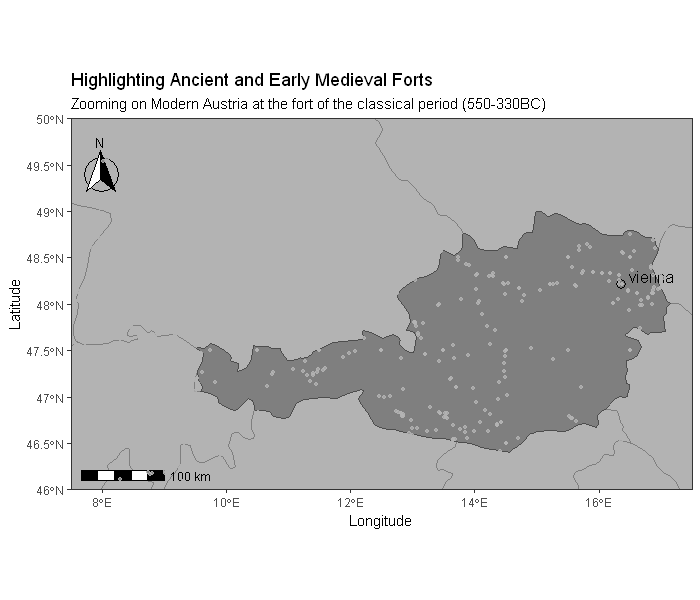 Highlighting Ancient and Early Medieval Forts
Zooming on Modern Austria at the fort of the classical period (550-330BC)
50°N
N
49.5°N
49°N
48.5°N
Vienna
48°N
47.5°N
47°N
46.5°N
100 km
46°N
8°E 10°E 12°E 14°E 16°E
Longitude
Latitude